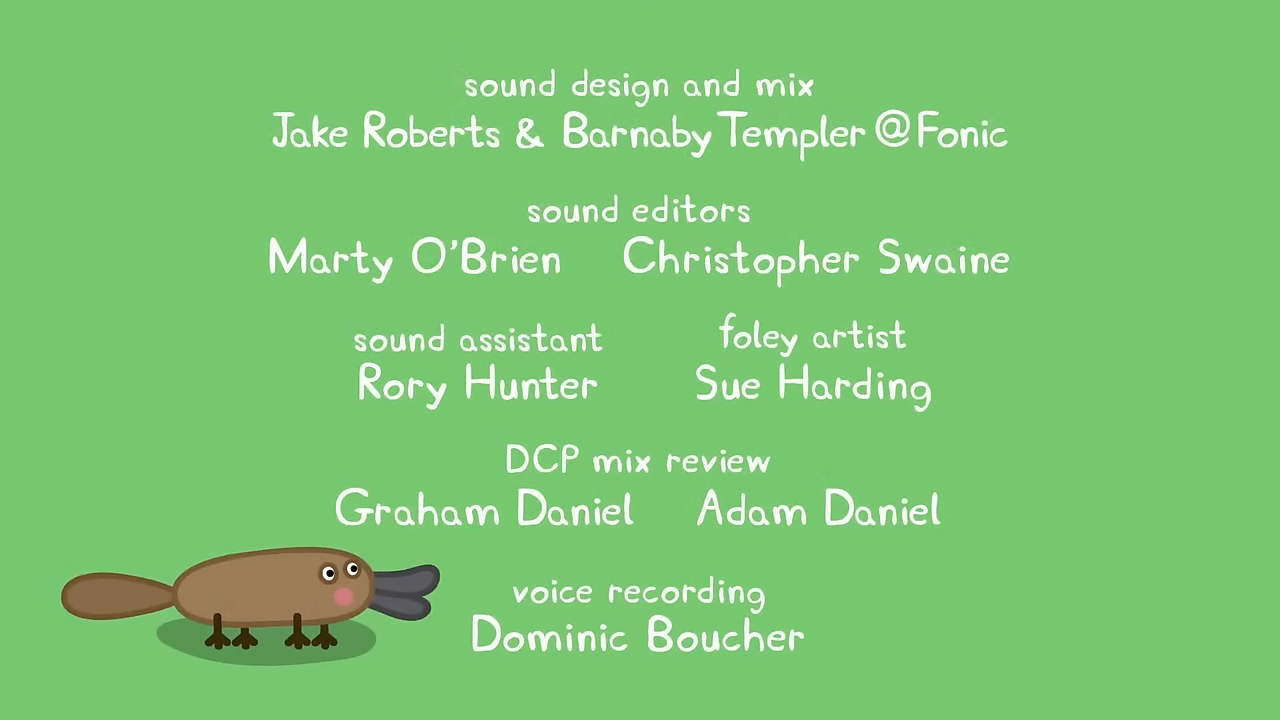 sound design and mix
Jake Roberts & Barnaby Templer @ Fonic
sound editors
Marty O'Brien Christopher Swaine
sound assistant foley artist
Rory Hunter Sue Harding
DCP mix review
Graham Daniel Adam Daniel
voice recording
Dominic Boucher